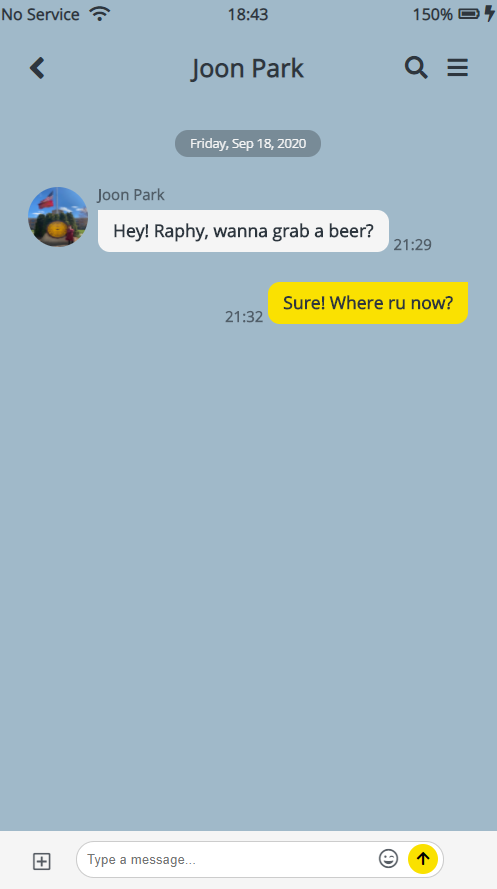 No Service 18:43 150%
Joon Park
Friday, Sep 18, 2020
Joon Park
Hey! Raphy, wanna grab a beer?
21:29
21:32
Sure! Where ru now?
Type a message...